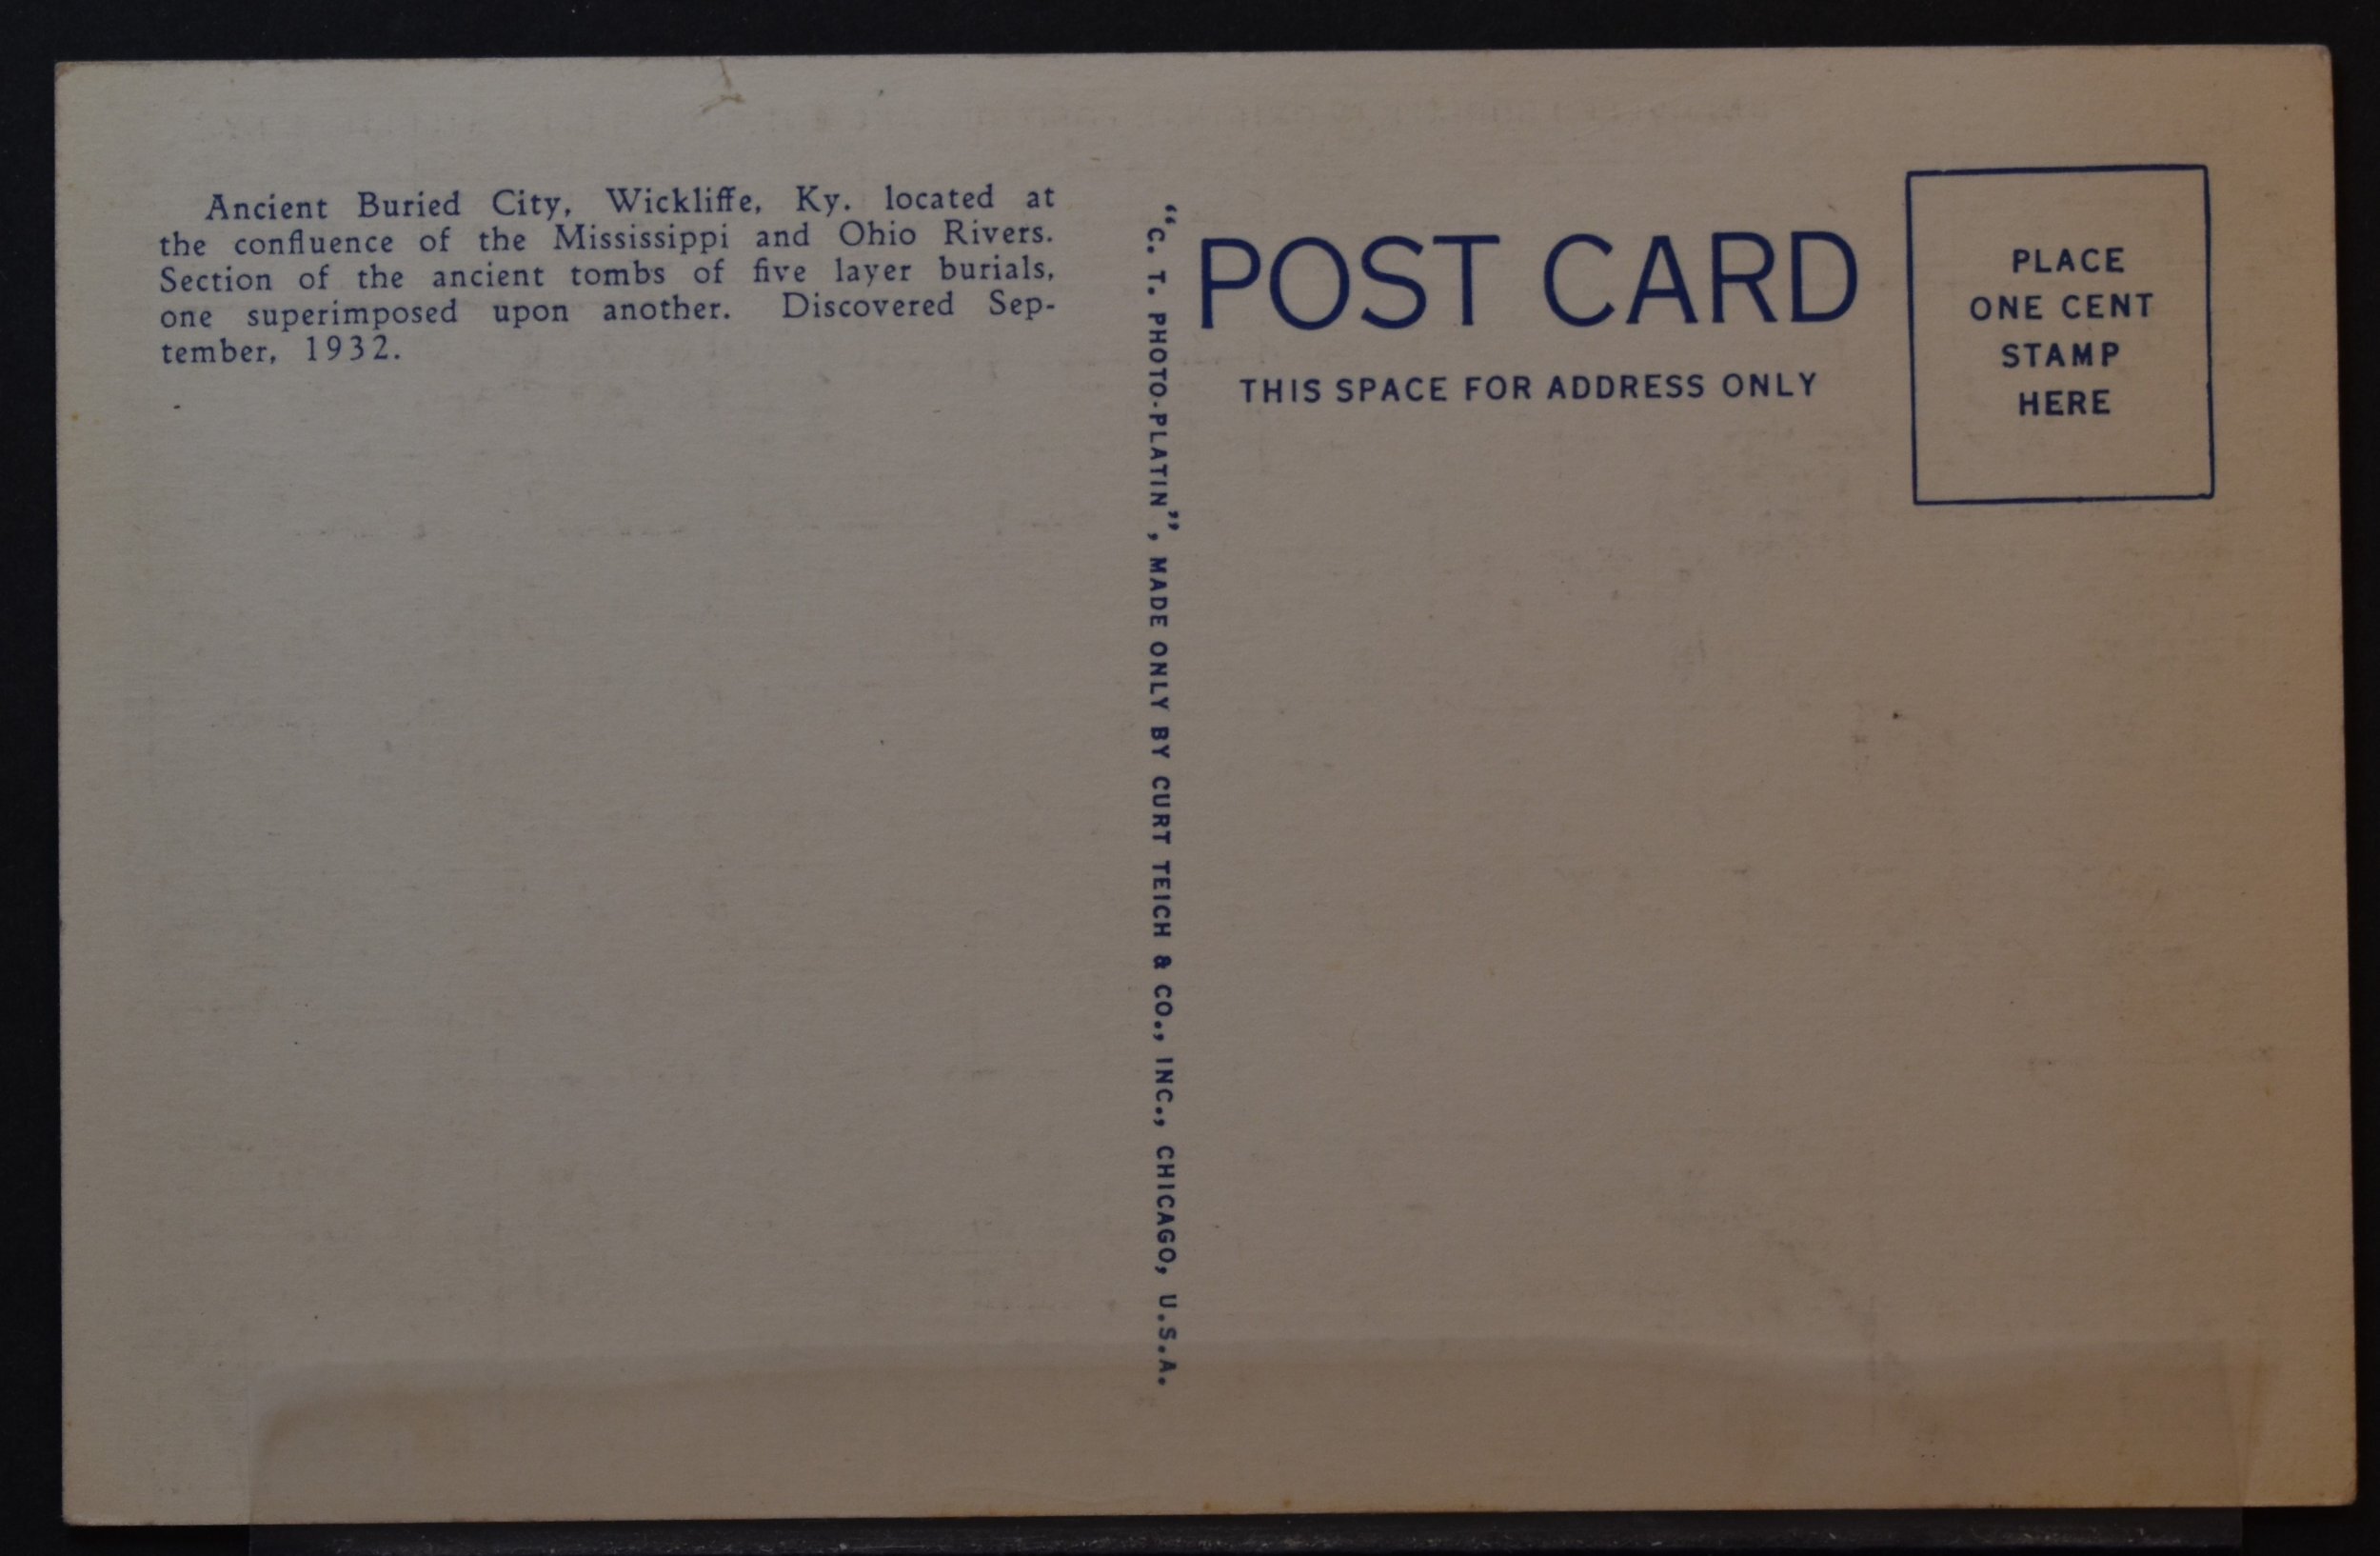 Ancient Buried City, Wickliffe, Ky. located at
the confluence of the Mississippi and Ohio Rivers.
Section of the ancient tombs of five layer burials,
one superimposed upon another. Discovered Sep-
tember, 1932.
“C. T. PHOTO-PLATIN”, MADE ONLY BY CURT TEICH & CO., INC., CHICAGO, U.S.A.
POST CARD
THIS SPACE FOR ADDRESS ONLY
PLACE
ONE CENT
STAMP
HERE